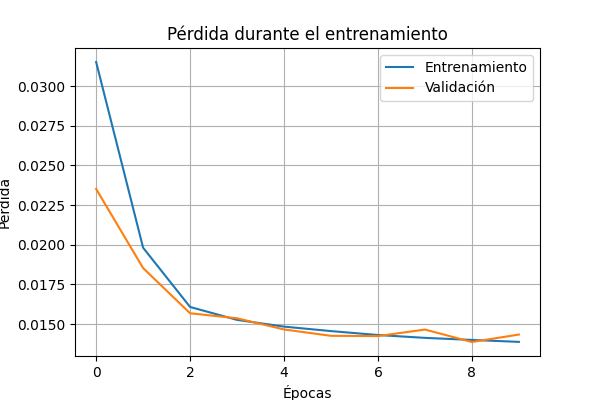 Pérdida durante el entrenamiento
Entrenamiento
Validación
0.0300
0.0275
0.0250
0.0225
0.0200
0.0175
0.0150
Pérdida
0
2
4
6
8
Épocas